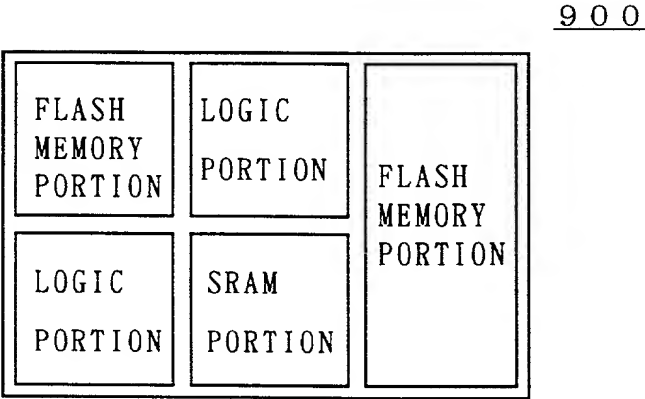 900
FLASH
MEMORY
PORTION
LOGIC
PORTION
FLASH
MEMORY
PORTION
LOGIC
PORTION
SRAM
PORTION